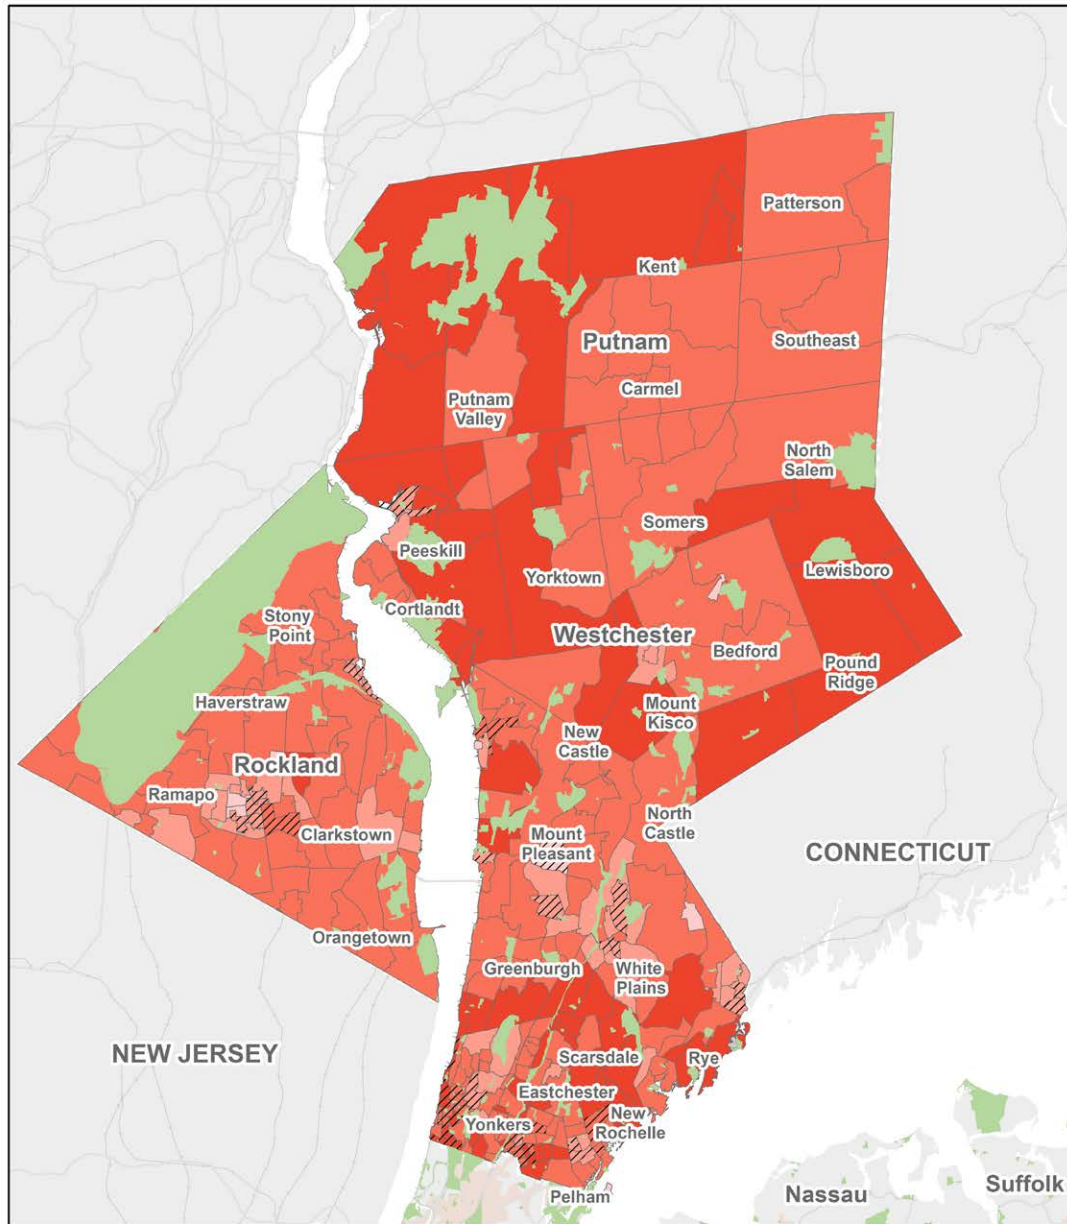 Patterson
Kent
Putnam
Southeast
Carmel
Putnam
Valley
North
Salem
Somers
Peeskill
Yorktown
Lewisboro
Cortlandt
Stony
Point
Westchester
Bedford
Pound
Ridge
Haverstraw
Mount
Kisco
New
Castle
Rockland
Ramapo
Clarkstown
North
Castle
Mount
Pleasant
CONNECTICUT
Orangetown
Greenburgh
White
Plains
NEW JERSEY
Scarsdale
Rye
Eastchester
Yonkers
New
Rochelle
Pelham
Nassau
Suffolk